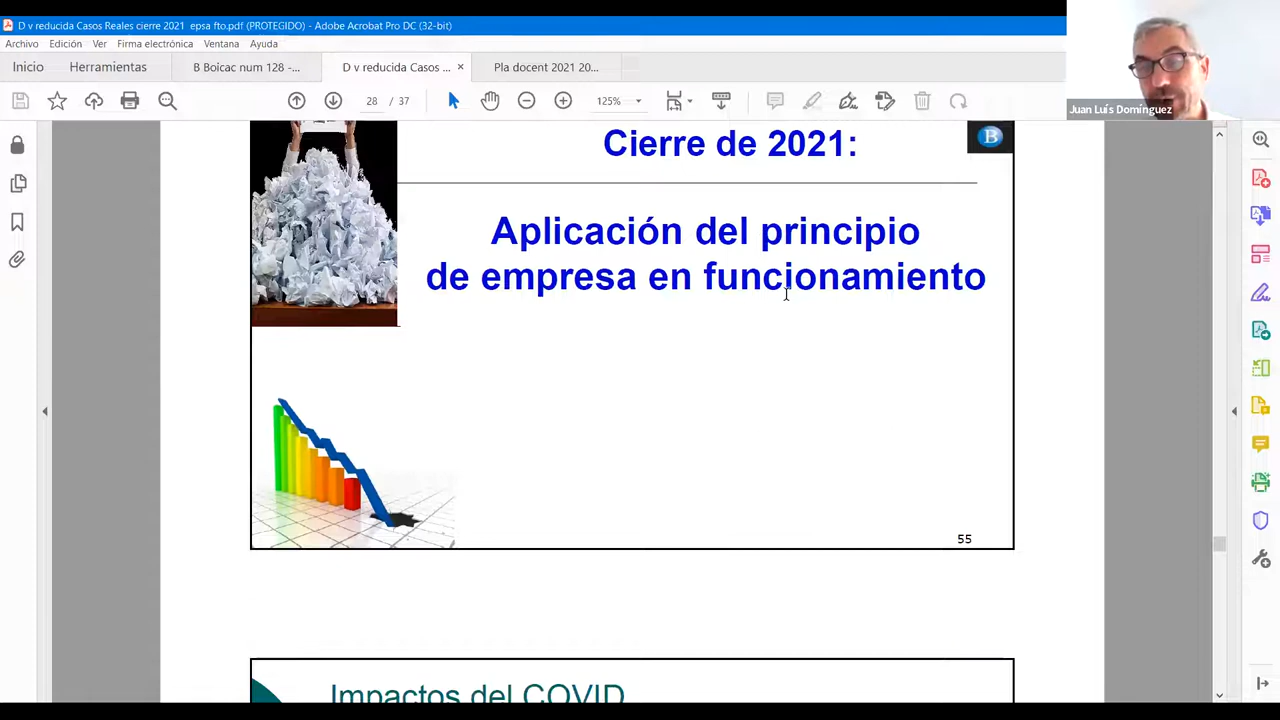 D v reducida Casos Reales cierre 2021 epsa fto.pdf (PROTEGIDO) - Adobe Acrobat Pro DC (32-bit)
Archivo Edición Ver Firma electrónica Ventana Ayuda
Inicio Herramientas B Boicac num 128 -... D v reducida Casos ... × Pla docent 2021 20...
28 / 37 125%
Juan Luís Domínguez
Cierre de 2021:
B
Aplicación del principio
de empresa en funcionamiento
55
Impactos del COVID